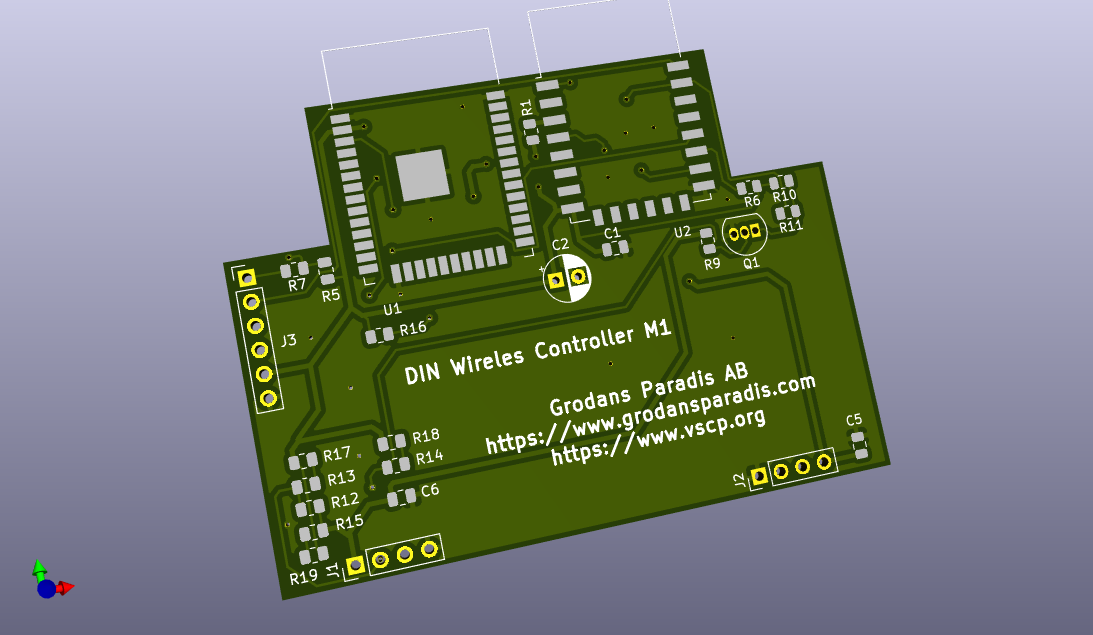 R1
R6
R10
R11
U2
C1
C2
+
R9
Q1
R7
R5
U1
R16
J3
DIN Wireles Controller M1
Grodans Paradis AB
https://www.grodansparadis.com
https://www.vscp.org
C5
R18
R17
R14
R13
C6
R12
R15
J2
R19
J1